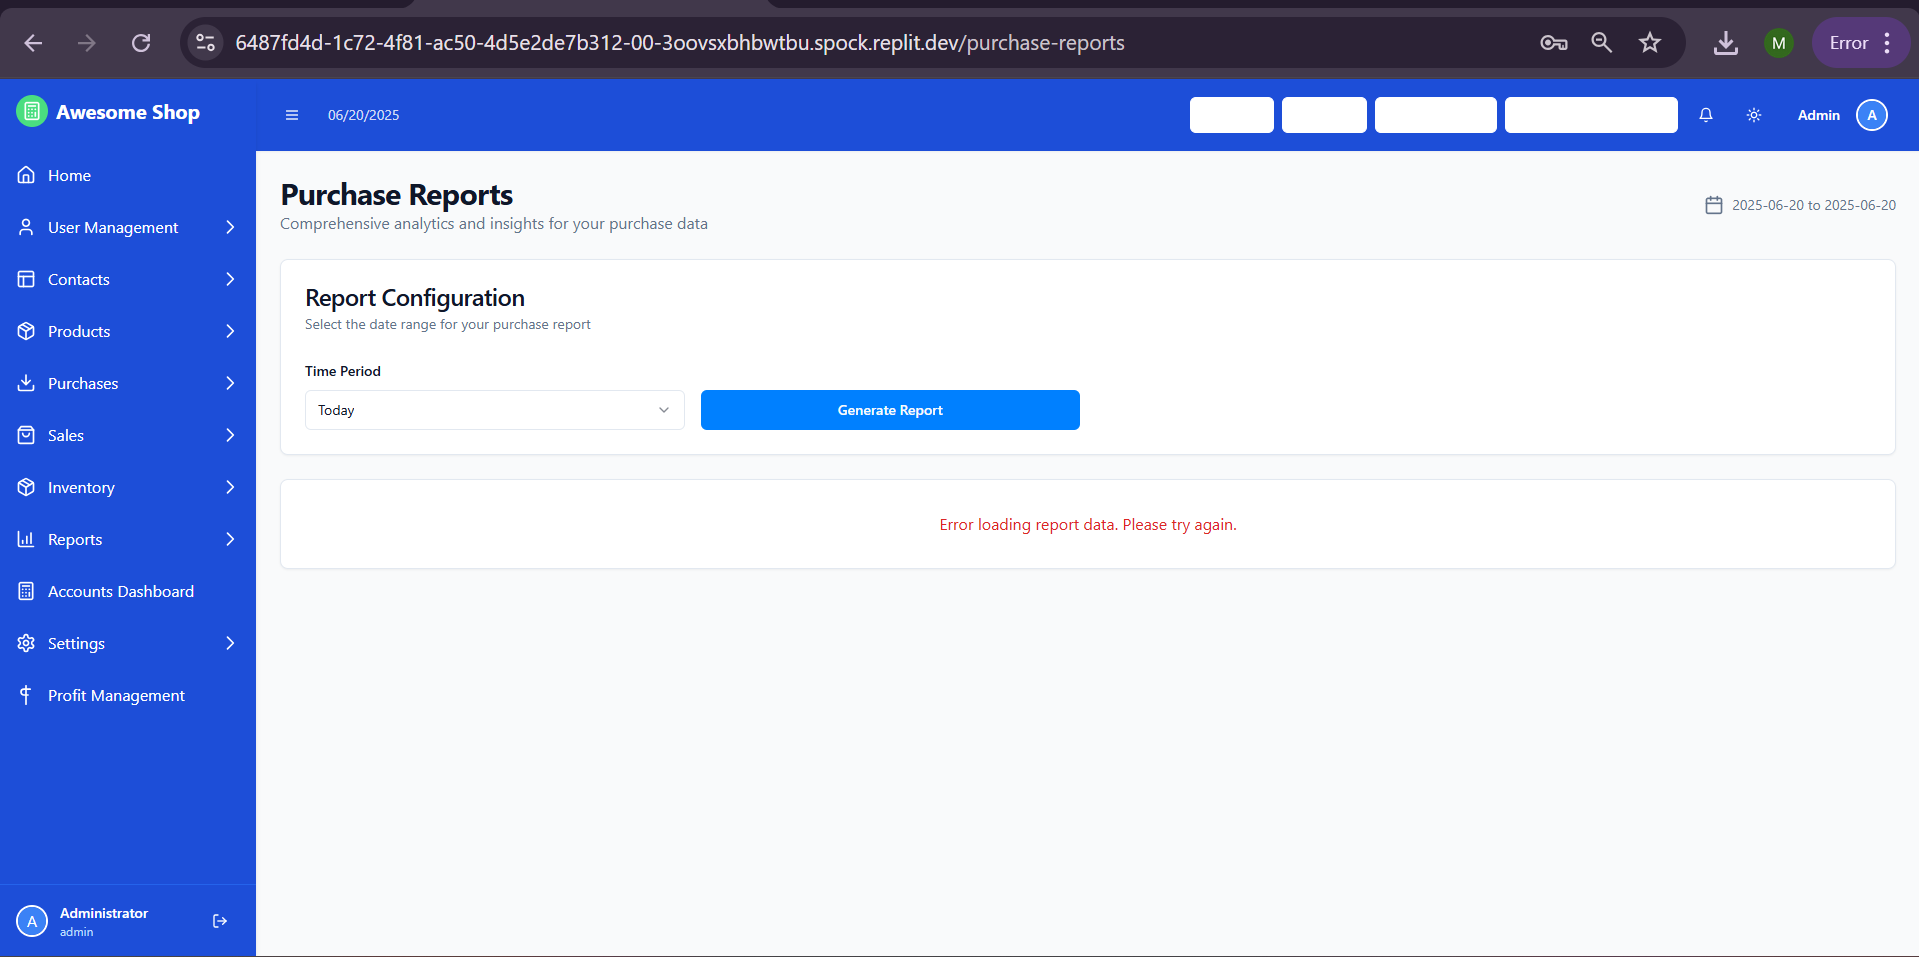 6487fd4d-1c72-4f81-ac50-4d5e2de7b312-00-3oovsxbhbwtbu.spock.replit.dev/purchase-reports
M
Error
Awesome Shop
06/20/2025
Admin
A
Home
User Management
Contacts
Products
Purchases
Sales
Inventory
Reports
Accounts Dashboard
Settings
Profit Management
A
Administrator
admin
Purchase Reports
Comprehensive analytics and insights for your purchase data
2025-06-20 to 2025-06-20
Report Configuration
Select the date range for your purchase report
Time Period
Today
Generate Report
Error loading report data. Please try again.